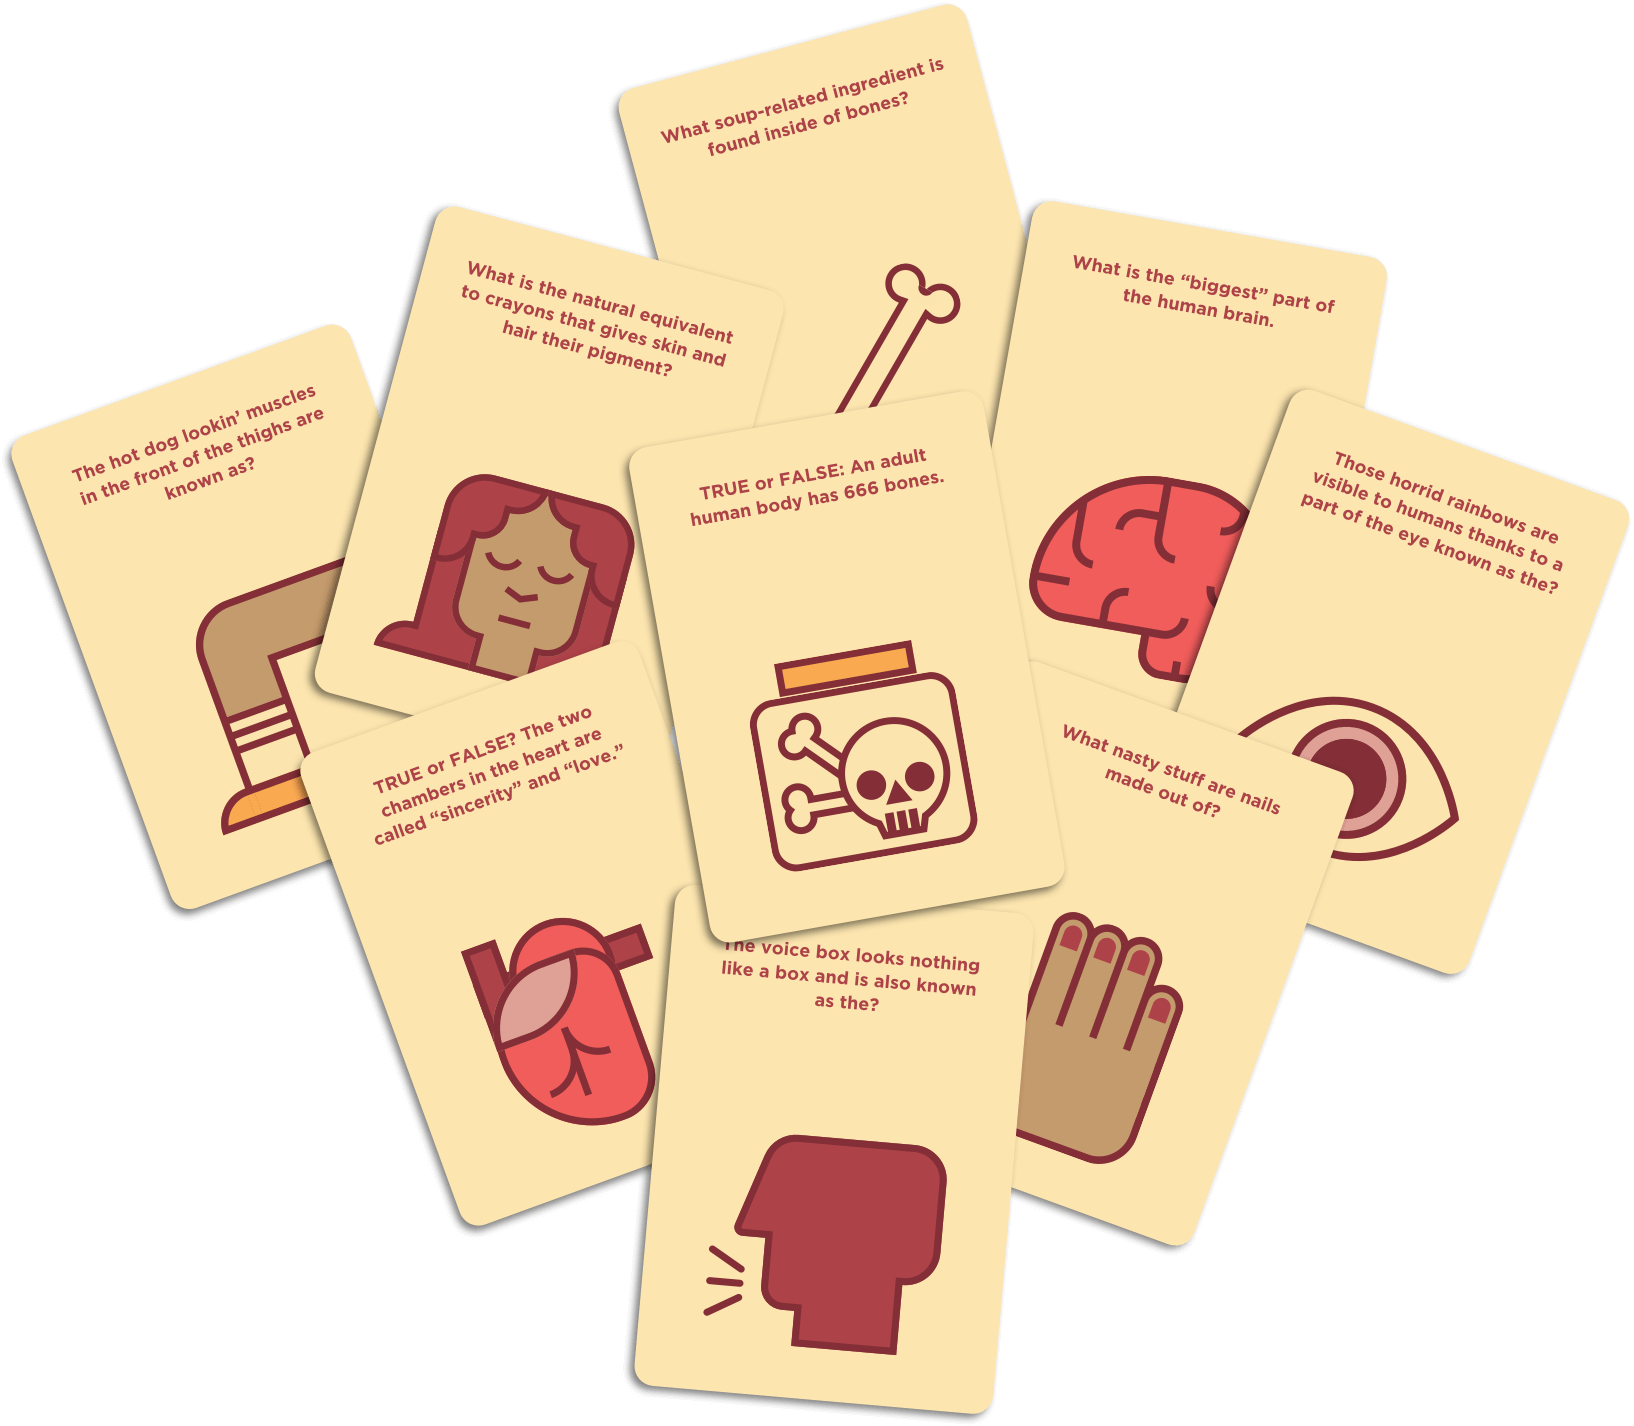 What soup-related ingredient is
found inside of bones?
What is the natural equivalent
to crayons that gives skin and
hair their pigment?
What is the “biggest” part of
the human brain.
The hot dog lookin’ muscles
in the front of the thighs are
known as?
TRUE or FALSE: An adult
human body has 666 bones.
Those horrid rainbows are
visible to humans thanks to a
part of the eye known as the?
TRUE or FALSE? The two
chambers in the heart are
called “sincerity” and “love.”
What nasty stuff are nails
made out of?
The voice box looks nothing
like a box and is also known
as the?